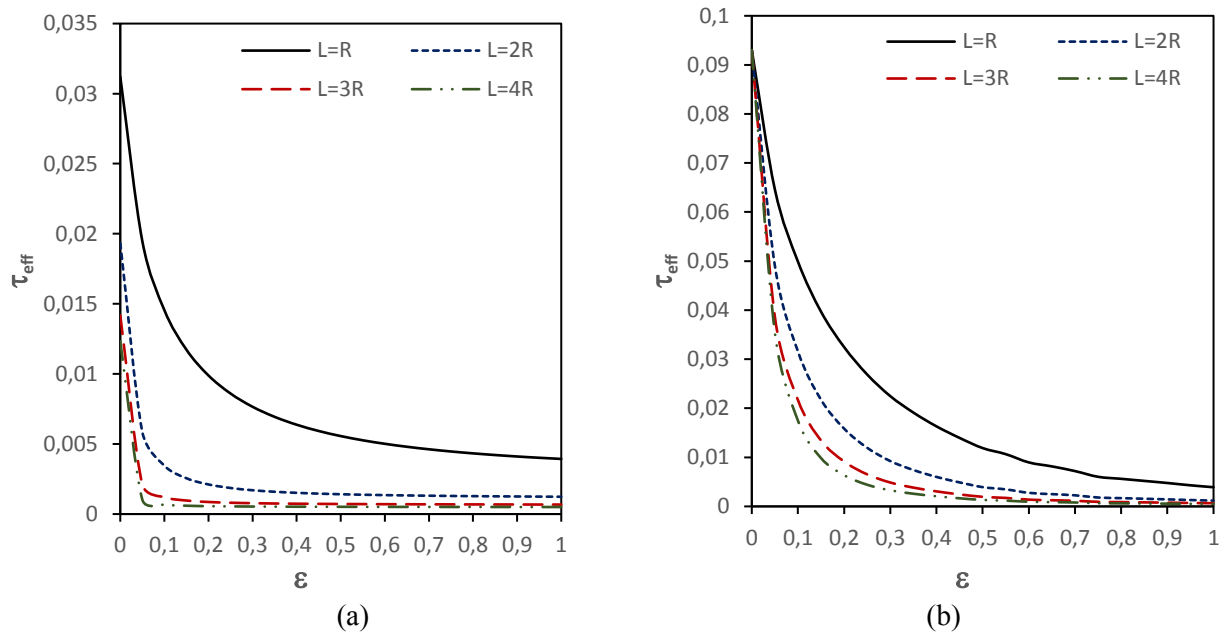 0,035
0,03
0,025
0,02
0,015
0,01
0,005
0
τeff
L=R
L=2R
L=3R
L=4R
0 0,1 0,2 0,3 0,4 0,5 0,6 0,7 0,8 0,9 1
ε
(a)
0,1
0,09
0,08
0,07
0,06
0,05
0,04
0,03
0,02
0,01
0
τeff
L=R
L=2R
L=3R
L=4R
0 0,1 0,2 0,3 0,4 0,5 0,6 0,7 0,8 0,9 1
ε
(b)